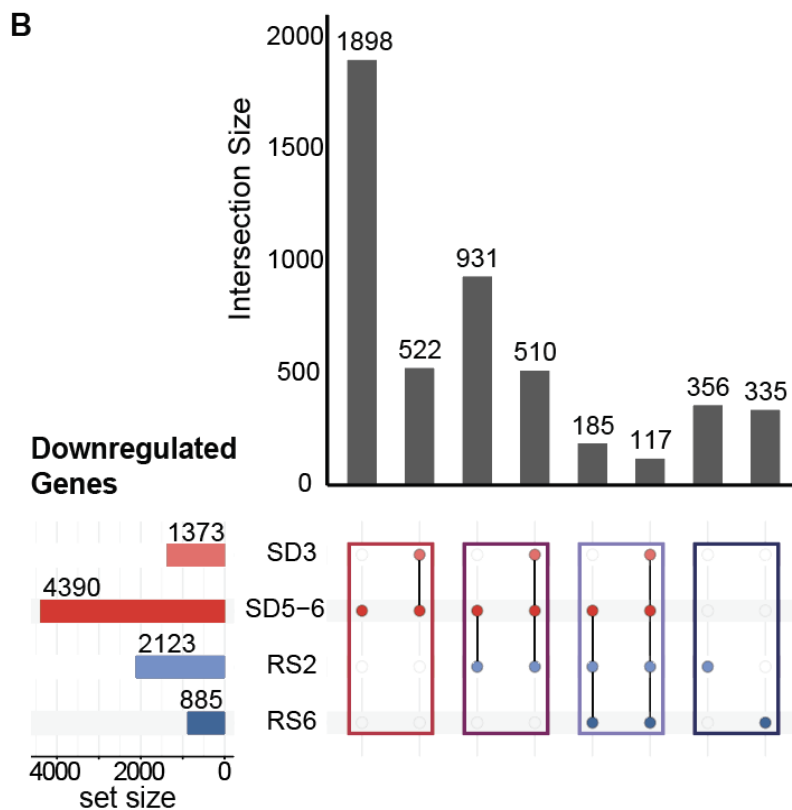 B
Intersection Size
2000
1500
1000
500
0
1898
522
931
510
185
117
356
335
Downregulated
Genes
1373
4390
2123
885
SD3
SD5-6
RS2
RS6
4000 2000 0
set size